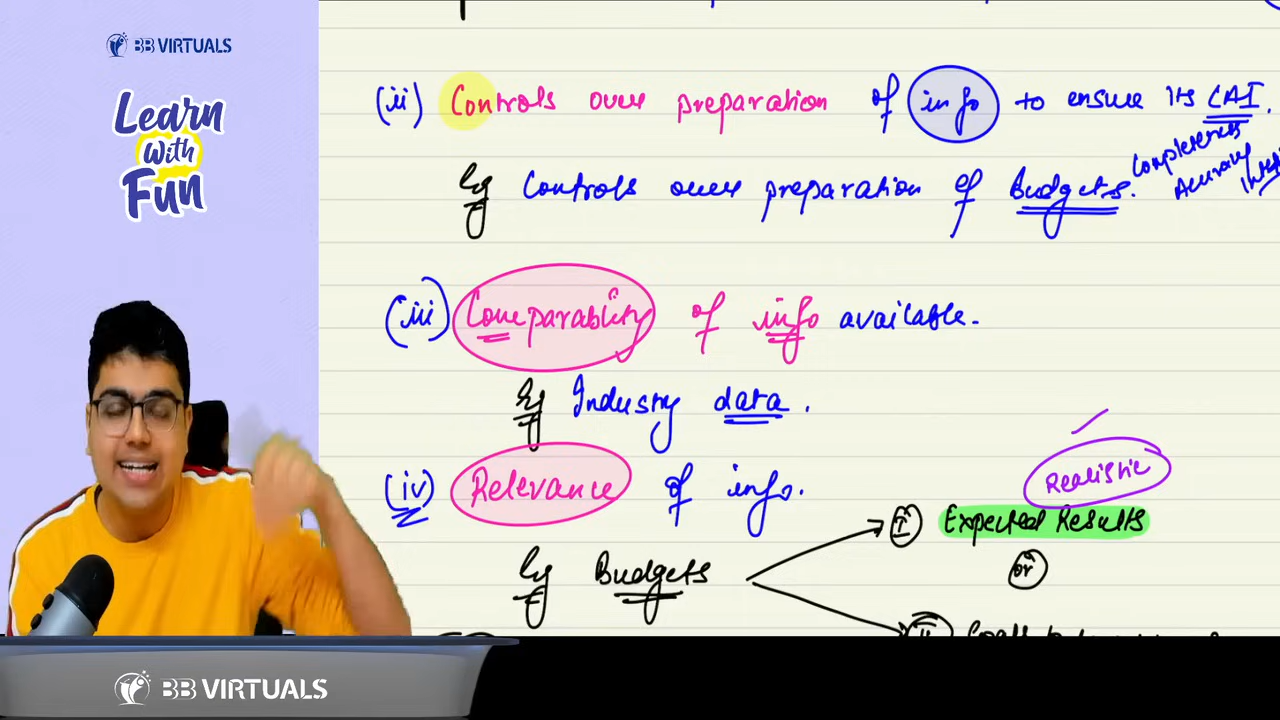 BB VIRTUALS
Learn
With
Fun
(ii) Controls over preparation of info to ensure its CAI.
Completeness
Accuracy
Eg Controls over preparation of Budgets.
(iii) Comparability of info available.
Eg Industry data.
Realistic
(iv) Relevance of info.
I Expected Results
or
Eg Budgets
II
BB VIRTUALS